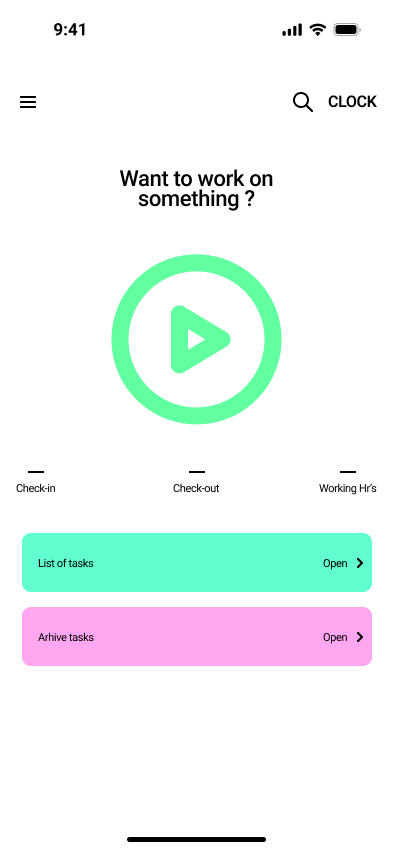 9:41
CLOCK
Want to work on
something ?
Check-in
Check-out
Working Hr's
List of tasks
Open
Arhive tasks
Open